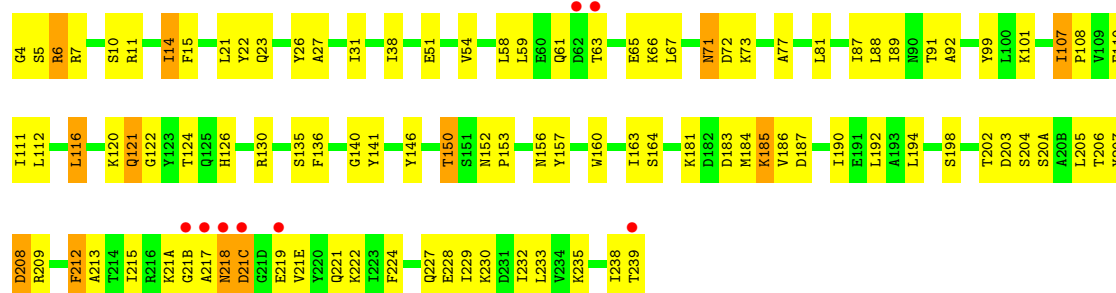 G4 S5 R6 R7 S10 R11 I14 F15 L21 Y22 Q23 Y26 A27 I31 I38 E51 V54 L58 L59 E60 Q61 D62 T63 E65 K66 L67 N71 D72 K73 A77 L81 I87 L88 I89 N90 T91 A92 Y99 L100 K101 I107 P108 V109
I111 L112 L116 K120 Q121 G122 Y123 T124 Q125 H126 R130 S135 F136 G140 Y141 Y146 T150 S151 N152 P153 N156 Y157 W160 I163 S164 K181 D182 D183 M184 K185 V186 D187 I190 E191 L192 A193 L194 S198 T202 D203 S204 S20A A20B L205 T206
D208 R209 F212 A213 T214 I215 R216 K21A G21B A217 N218 D21C G21D E219 V21E Y220 Q221 K222 I223 F224 Q227 E228 I229 K230 D231 I232 L233 V234 K235 I238 T239